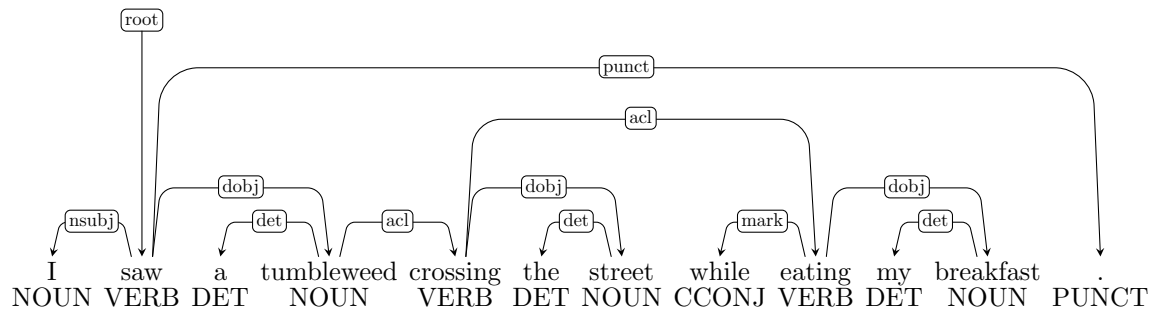 root
punct
acl
dobj dobj dobj
nsubj det acl det mark det
I saw a tumbleweed crossing the street while eating my breakfast .
NOUN VERB DET NOUN VERB DET NOUN CCONJ VERB DET NOUN PUNCT